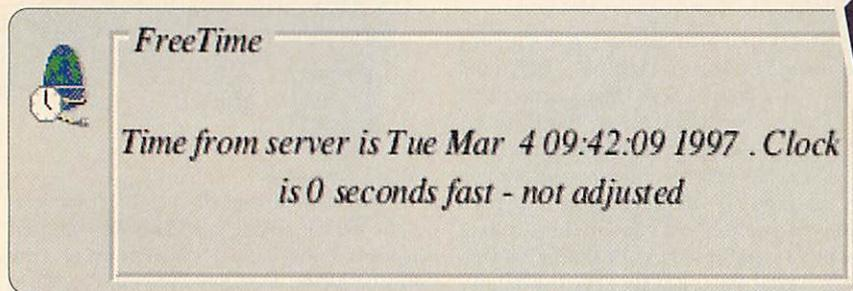 FreeTime
Time from server is Tue Mar 4 09:42:09 1997 . Clock
is 0 seconds fast - not adjusted